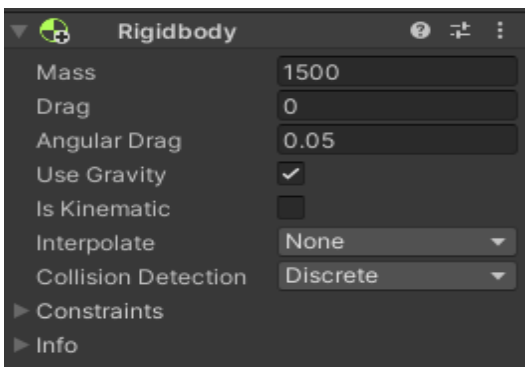 Rigidbody
Mass 1500
Drag 0
Angular Drag 0.05
Use Gravity
Is Kinematic
Interpolate None
Collision Detection Discrete
Constraints
Info